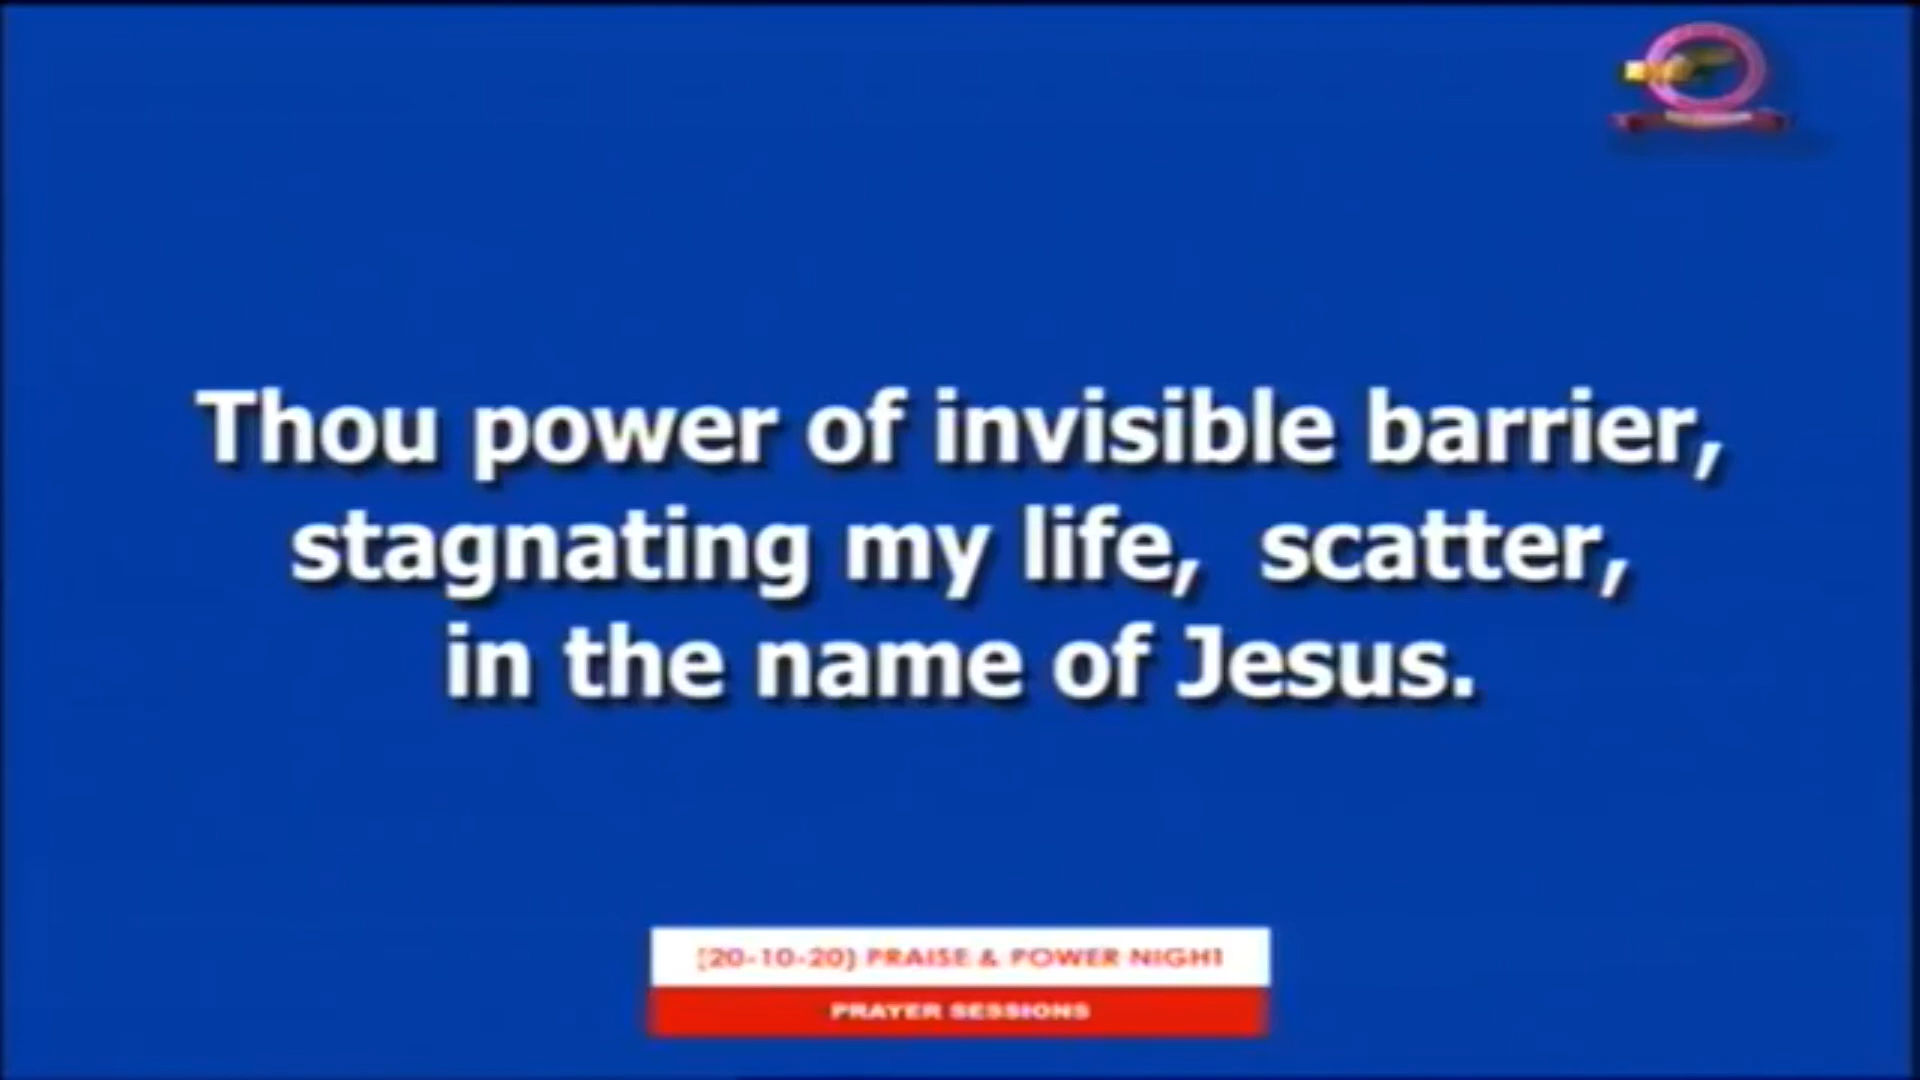 Thou power of invisible barrier,
stagnating my life, scatter,
in the name of Jesus.
[20-10-20] PRAISE & POWER NIGHT
PRAYER SESSIONS